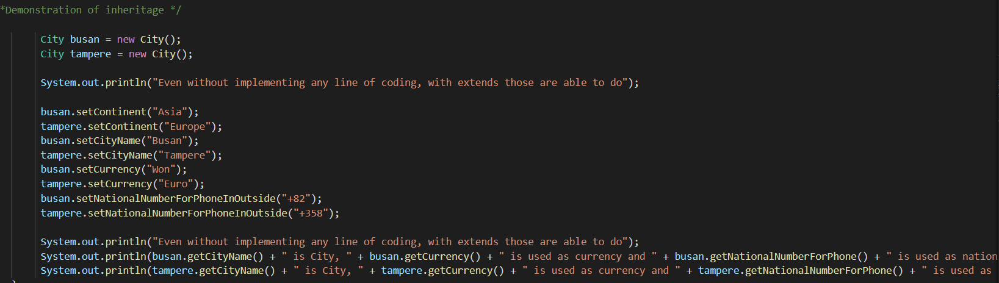 *Demonstration of inheritage */
City busan = new City();
City tampere = new City();
System.out.println("Even without implementing any line of coding, with extends those are able to do");
busan.setContinent("Asia");
tampere.setContinent("Europe");
busan.setCityName("Busan");
tampere.setCityName("Tampere");
busan.setCurrency("Won");
tampere.setCurrency("Euro");
busan.setNationalNumberForPhoneInOutside("+82");
tampere.setNationalNumberForPhoneInOutside("+358");
System.out.println("Even without implementing any line of coding, with extends those are able to do");
System.out.println(busan.getCityName() + " is City, " + busan.getCurrency() + " is used as currency and " + busan.getNationalNumberForPhone() + " is used as nation
System.out.println(tampere.getCityName() + " is City, " + tampere.getCurrency() + " is used as currency and " + tampere.getNationalNumberForPhone() + " is used as